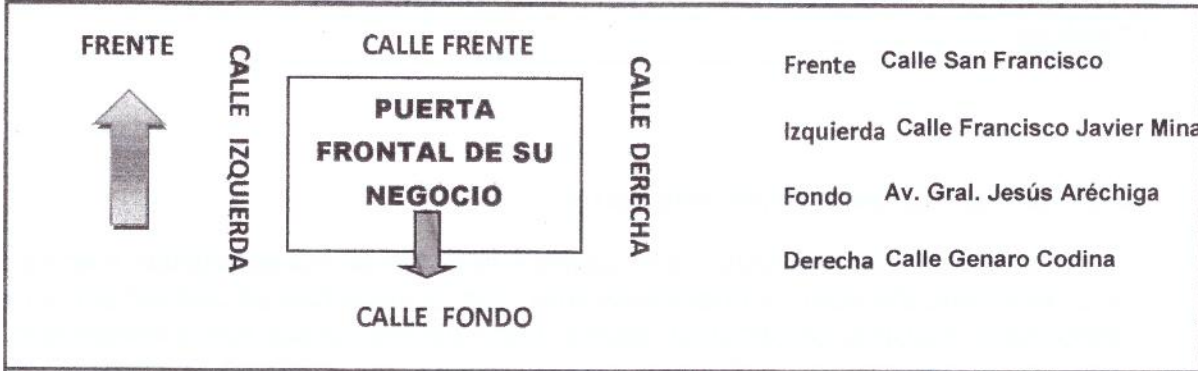 FRENTE
CALLE IZQUIERDA
CALLE FRENTE
PUERTA
FRONTAL DE SU
NEGOCIO
CALLE FONDO
CALLE DERECHA
Frente Calle San Francisco
Izquierda Calle Francisco Javier Mina
Fondo Av. Gral. Jesús Aréchiga
Derecha Calle Genaro Codina